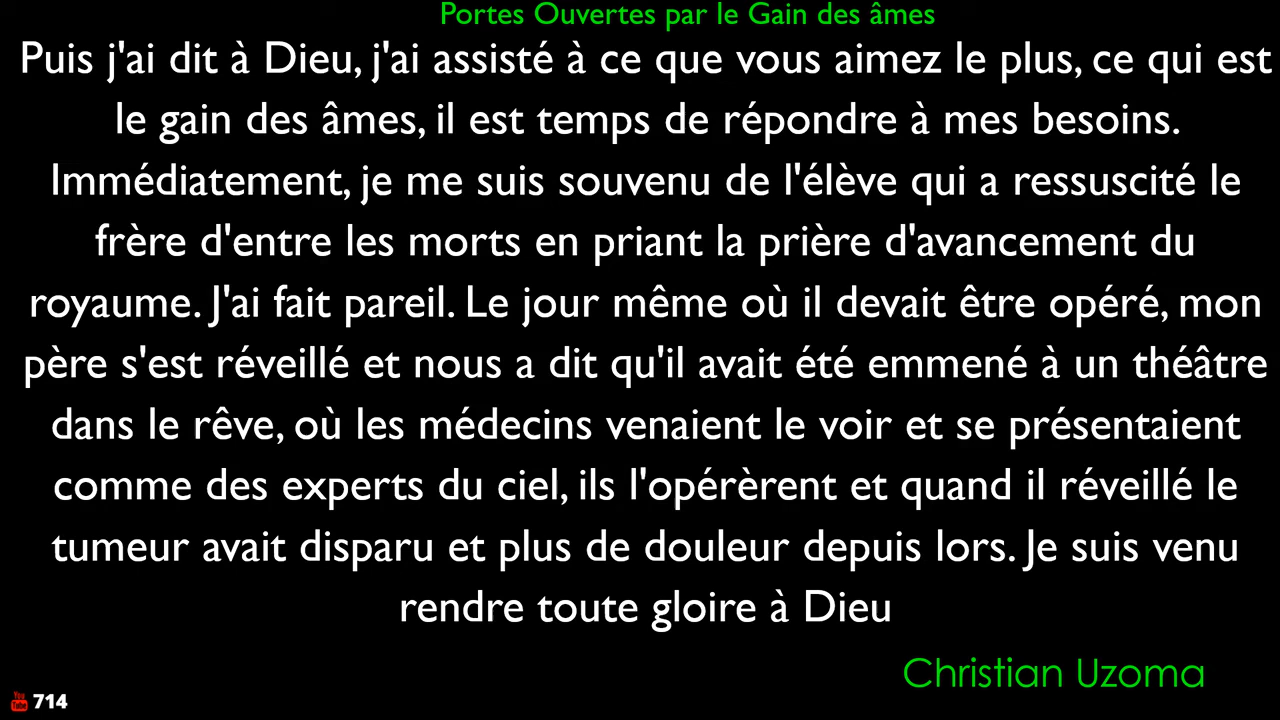 Portes Ouvertes par le Gain des âmes
Puis j'ai dit à Dieu, j'ai assisté à ce que vous aimez le plus, ce qui est
le gain des âmes, il est temps de répondre à mes besoins.
Immédiatement, je me suis souvenu de l'élève qui a ressuscité le
frère d'entre les morts en priant la prière d'avancement du
royaume. J'ai fait pareil. Le jour même où il devait être opéré, mon
père s'est réveillé et nous a dit qu'il avait été emmené à un théâtre
dans le rêve, où les médecins venaient le voir et se présentaient
comme des experts du ciel, ils l'opérèrent et quand il réveillé le
tumeur avait disparu et plus de douleur depuis lors. Je suis venu
rendre toute gloire à Dieu
Christian Uzoma
You Tube 714